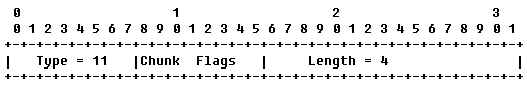 0                   1                   2                   3
0 1 2 3 4 5 6 7 8 9 0 1 2 3 4 5 6 7 8 9 0 1 2 3 4 5 6 7 8 9 0 1
+-+-+-+-+-+-+-+-+-+-+-+-+-+-+-+-+-+-+-+-+-+-+-+-+-+-+-+-+-+-+-+-+
|   Type = 11   |Chunk  Flags   |     Length = 4                |
+-+-+-+-+-+-+-+-+-+-+-+-+-+-+-+-+-+-+-+-+-+-+-+-+-+-+-+-+-+-+-+-+